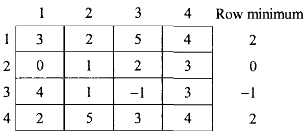 1 2 3 4 Row minimum
1 3 2 5 4 2
2 0 1 2 3 0
3 4 1 −1 3 −1
4 2 5 3 4 2